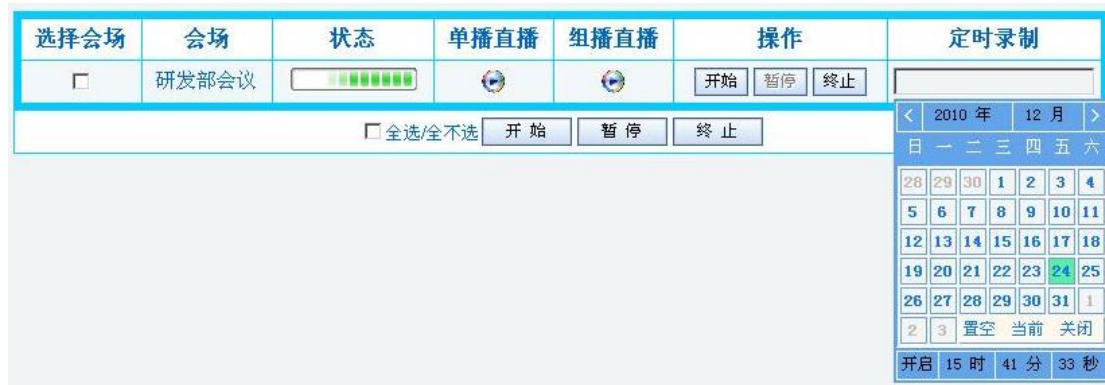 选择会场 会场 状态 单播直播 组播直播 操作 定时录制
研发部会议 开始 暂停 终止
全选/全不选 开 始 暂 停 终 止
< 2010 年 12 月 >
日 一 二 三 四 五 六
28 29 30 1 2 3 4
5 6 7 8 9 10 11
12 13 14 15 16 17 18
19 20 21 22 23 24 25
26 27 28 29 30 31 1
2 3 置空 当前 关闭
开启 15 时 41 分 33 秒